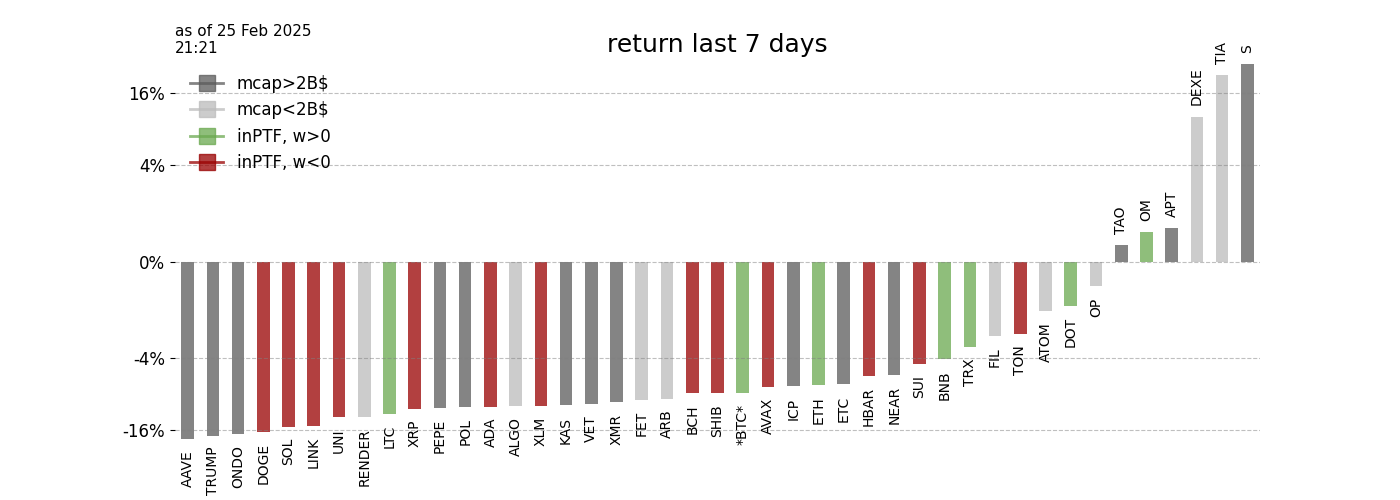 as of 25 Feb 2025
21:21
return last 7 days
mcap>2B$
mcap<2B$
inPTF, w>0
inPTF, w<0
16%
4%
0%
-4%
-16%
AAVE
TRUMP
ONDO
DOGE
SOL
LINK
UNI
RENDER
LTC
XRP
PEPE
POL
ADA
ALGO
XLM
KAS
VET
XMR
FET
ARB
BCH
SHIB
*BTC*
AVAX
ICP
ETH
ETC
HBAR
NEAR
SUI
BNB
TRX
FIL
TON
ATOM
DOT
OP
TAO
OM
APT
DEXE
TIA
S